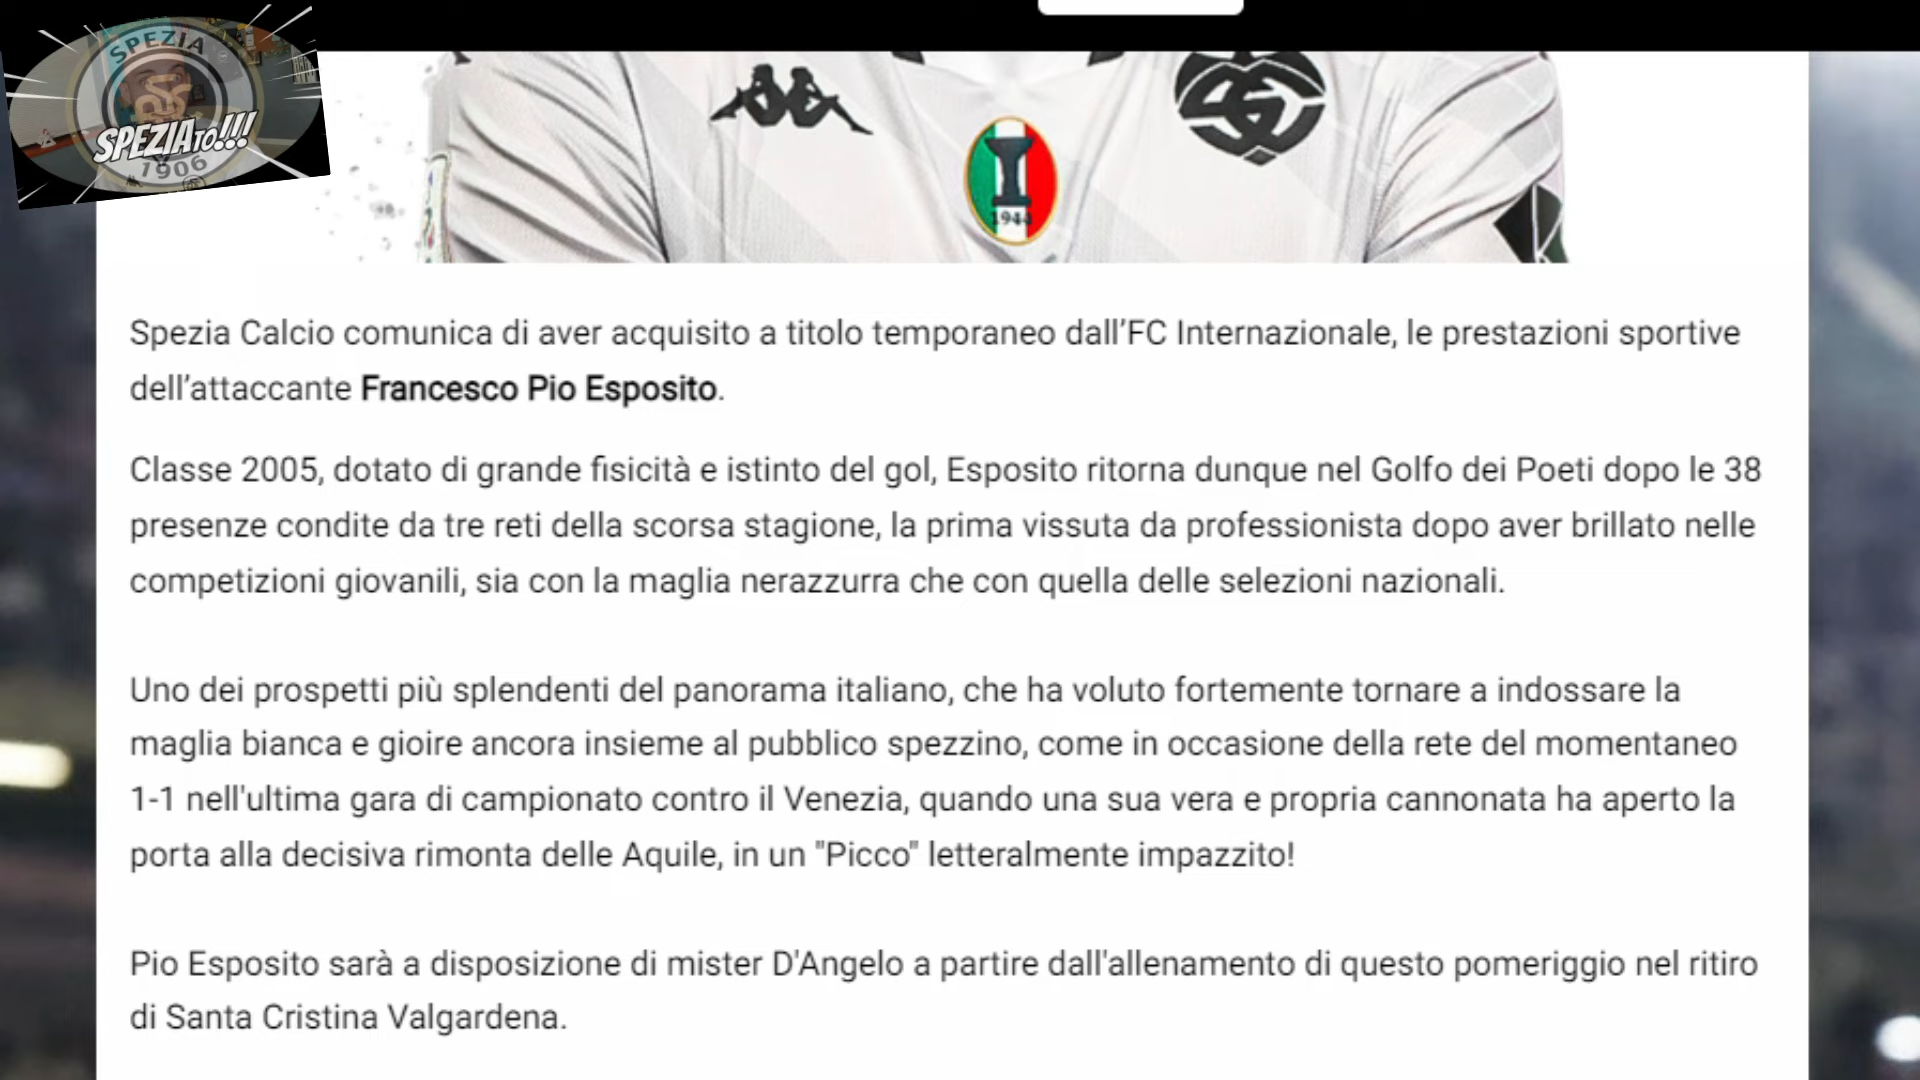 SPEZIA
SPEZIATO!!!
1906
1944
Spezia Calcio comunica di aver acquisito a titolo temporaneo dall’FC Internazionale, le prestazioni sportive
dell’attaccante Francesco Pio Esposito.
Classe 2005, dotato di grande fisicità e istinto del gol, Esposito ritorna dunque nel Golfo dei Poeti dopo le 38
presenze condite da tre reti della scorsa stagione, la prima vissuta da professionista dopo aver brillato nelle
competizioni giovanili, sia con la maglia nerazzurra che con quella delle selezioni nazionali.
Uno dei prospetti più splendenti del panorama italiano, che ha voluto fortemente tornare a indossare la
maglia bianca e gioire ancora insieme al pubblico spezzino, come in occasione della rete del momentaneo
1-1 nell'ultima gara di campionato contro il Venezia, quando una sua vera e propria cannonata ha aperto la
porta alla decisiva rimonta delle Aquile, in un "Picco" letteralmente impazzito!
Pio Esposito sarà a disposizione di mister D'Angelo a partire dall'allenamento di questo pomeriggio nel ritiro
di Santa Cristina Valgardena.